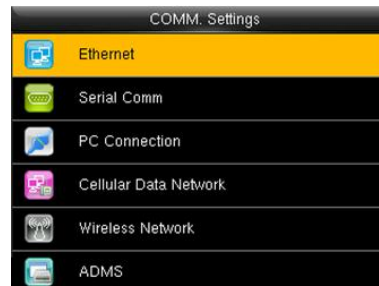 COMM. Settings
Ethernet
Serial Comm
PC Connection
Cellular Data Network
Wireless Network
ADMS